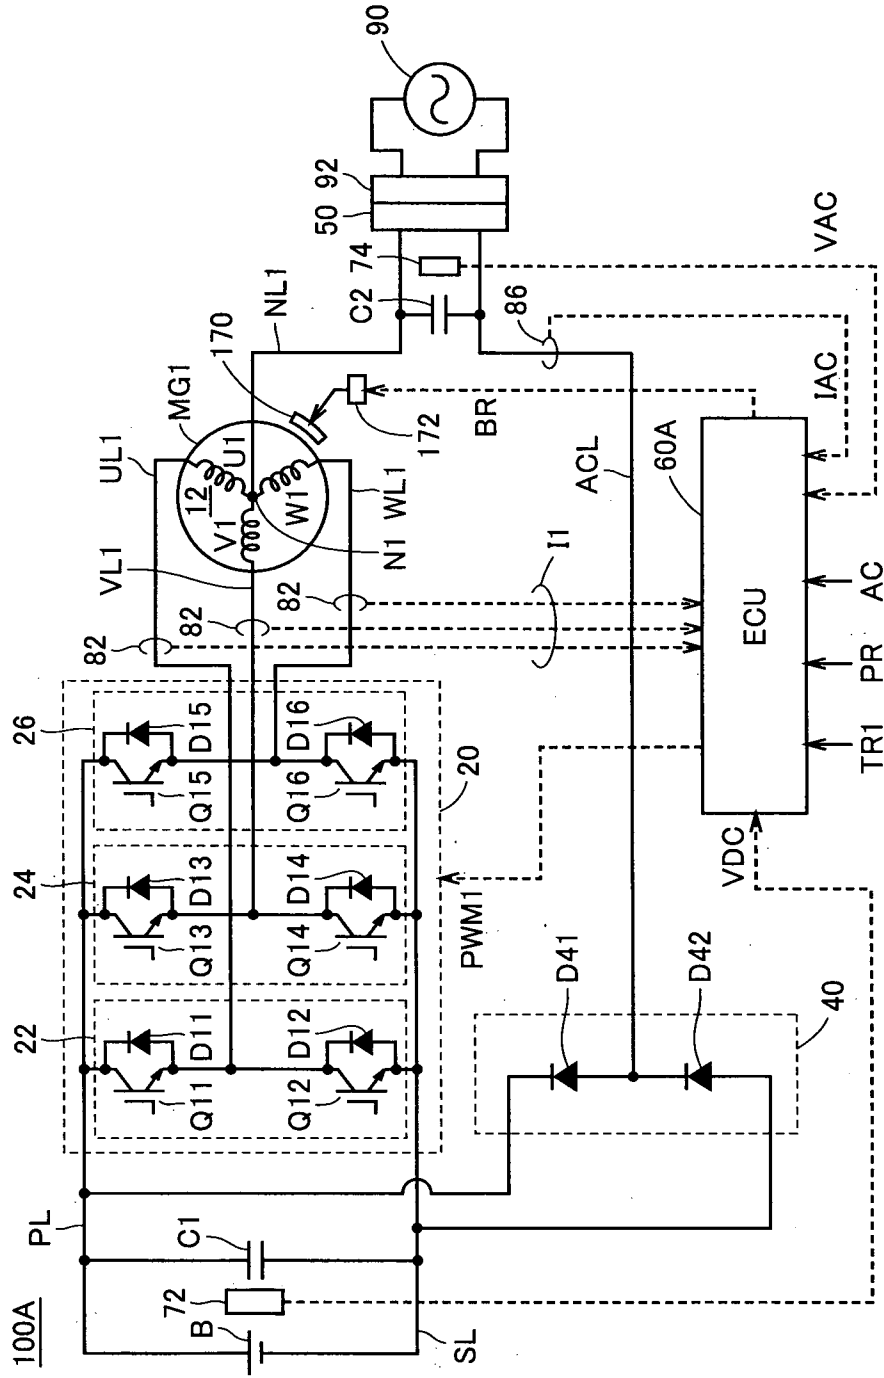 100A
PL
C1
72
B
SL
22
24
26
20
Q11
D11
Q12
D12
Q13
D13
Q14
D14
Q15
D15
Q16
D16
PWM1
82
82
82
VL1
UL1
MG1
170
12
U1
V1
W1
N1
WL1
172
BR
I1
NL1
C2
74
50
92
90
86
ACL
IAC
VAC
60A
ECU
VDC
TR1
PR
AC
D41
D42
40